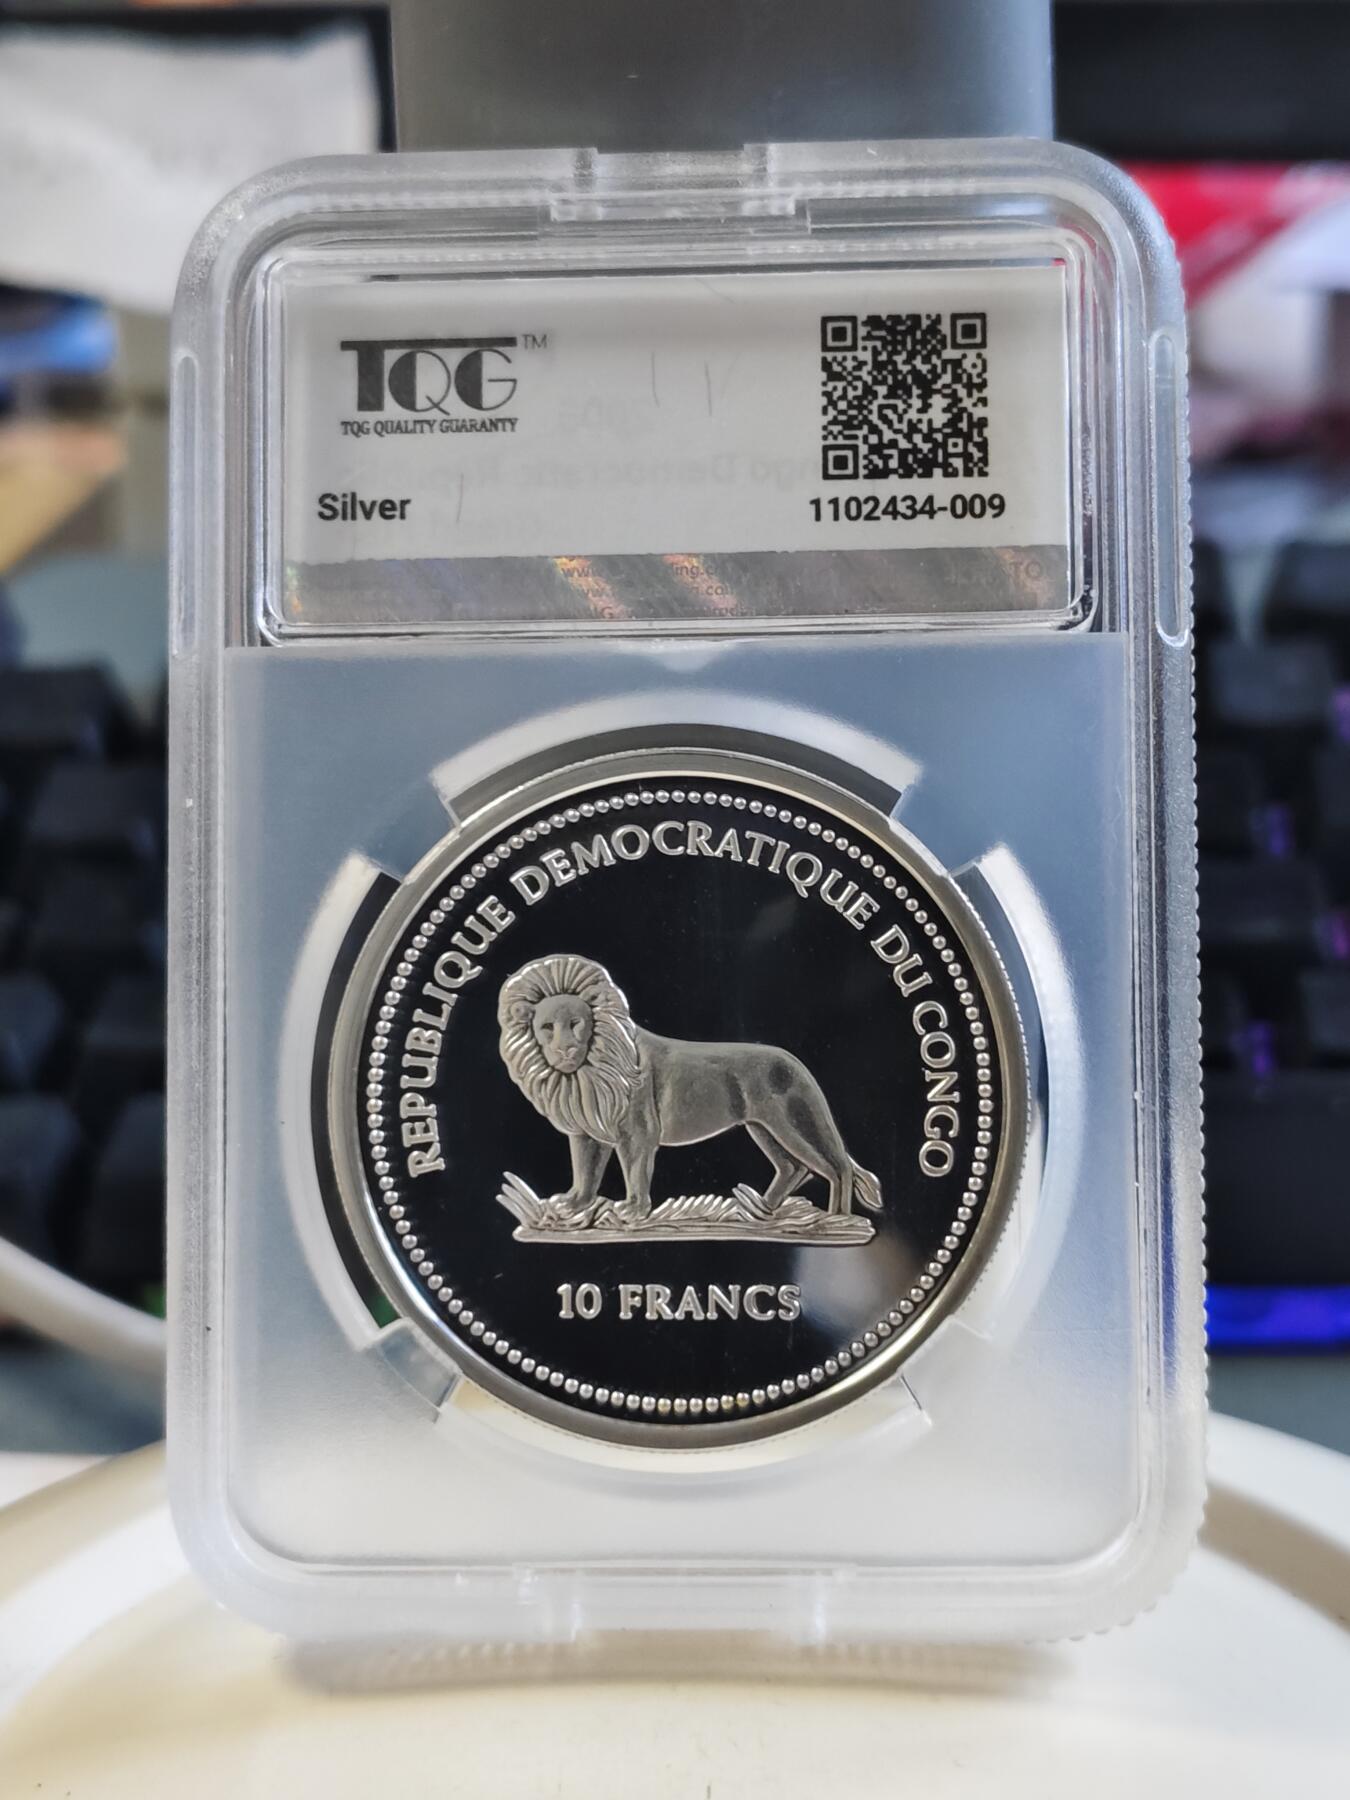 TQG™
TQG QUALITY GUARANTY
Silver
1102434-009
REPUBLIQUE DEMOCRATIQUE DU CONGO
10 FRANCS